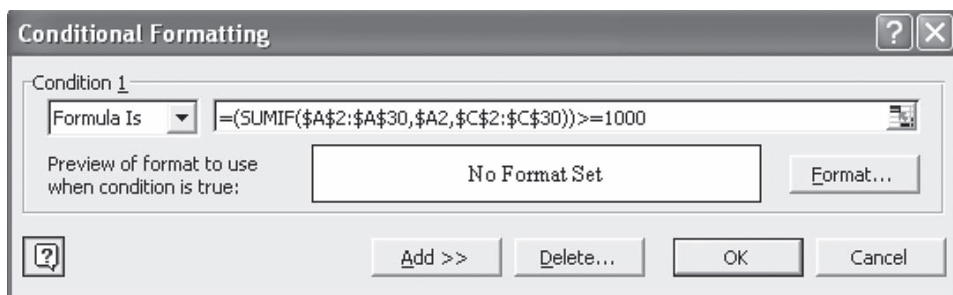 Conditional Formatting
Condition 1
Formula Is =(SUMIF($A$2:$A$30,$A2,$C$2:$C$30))>=1000
Preview of format to use
when condition is true:
No Format Set
Format...
Add >> Delete... OK Cancel